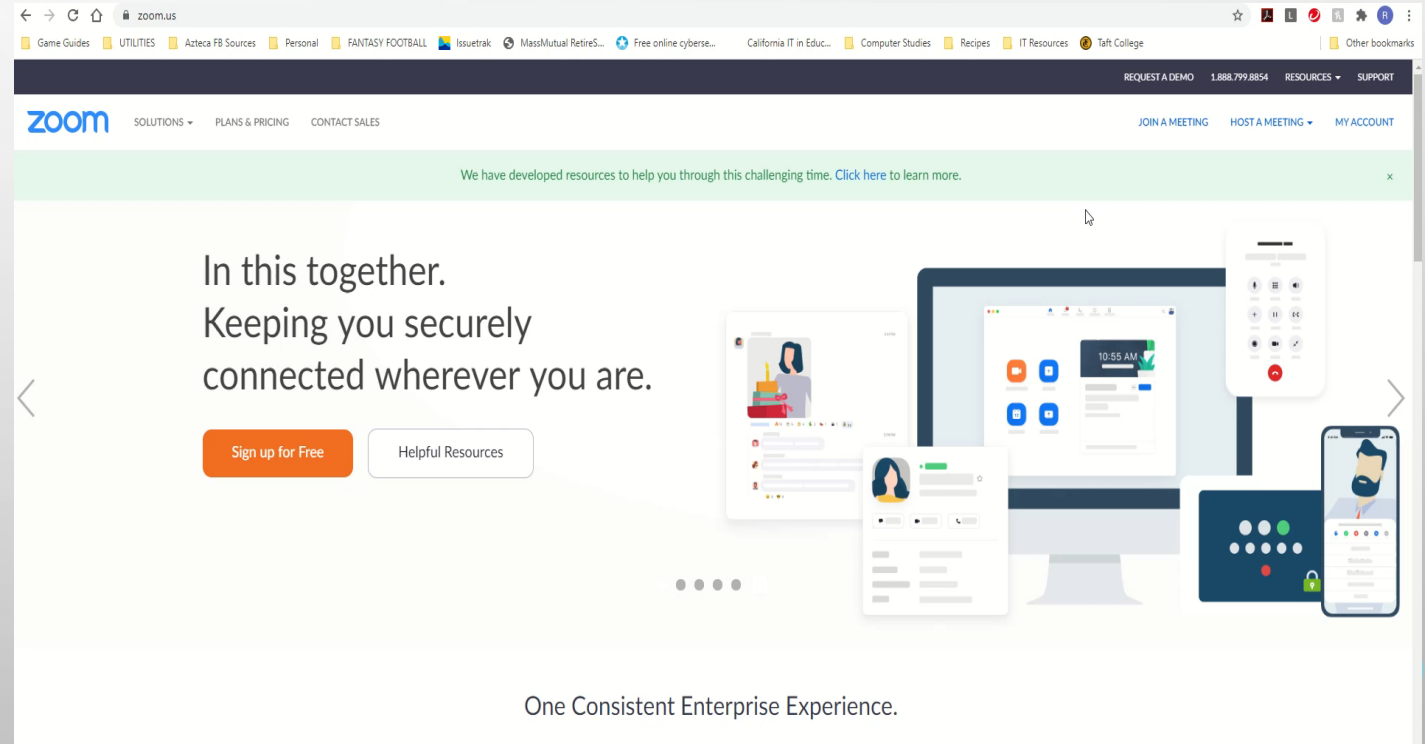 zoom.us
Game Guides UTILITIES Azteca FB Sources Personal FANTASY FOOTBALL Issuetrak MassMutual RetireS... Free online cyberse... California IT in Educ... Computer Studies Recipes IT Resources Taft College Other bookmarks
REQUEST A DEMO 1.888.799.8854 RESOURCES SUPPORT
zoom SOLUTIONS PLANS & PRICING CONTACT SALES JOIN A MEETING HOST A MEETING MY ACCOUNT
We have developed resources to help you through this challenging time. Click here to learn more.
In this together.
Keeping you securely
connected wherever you are.
Sign up for Free Helpful Resources
10:55 AM
One Consistent Enterprise Experience.